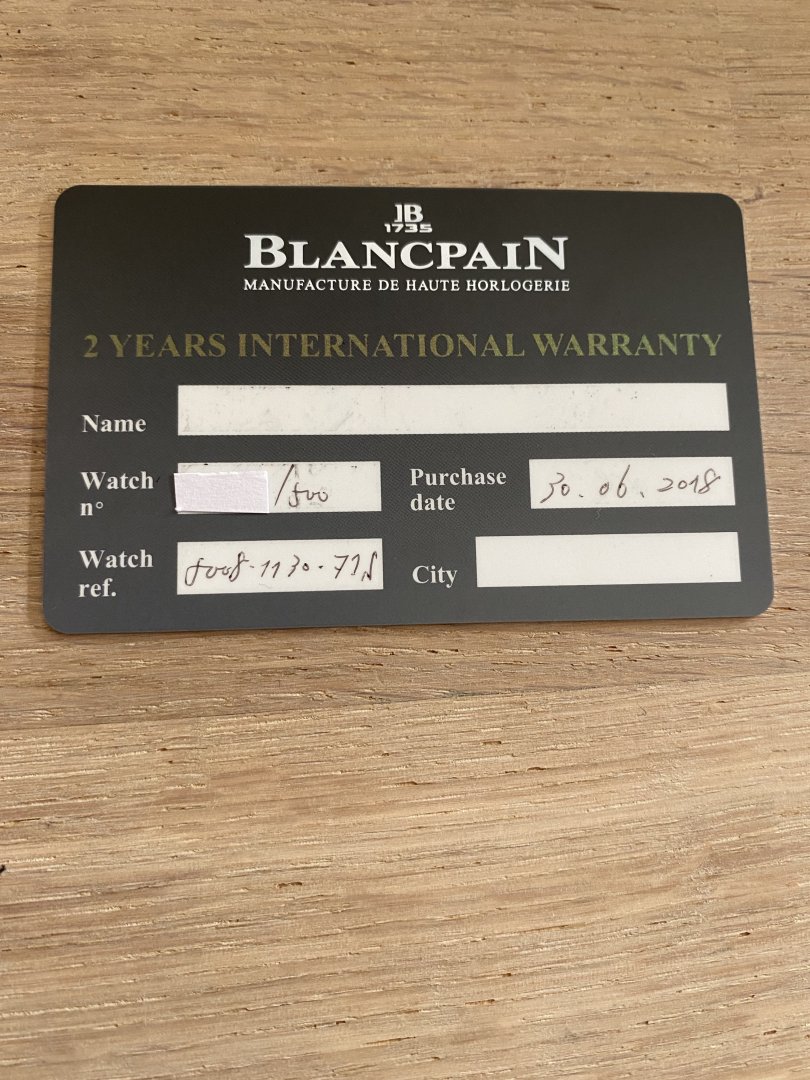 JB
1735
BLANCPAIN
MANUFACTURE DE HAUTE HORLOGERIE
2 YEARS INTERNATIONAL WARRANTY
Name
Watch n° /500
Purchase date 30.06.2018
Watch ref. 5008-1130-71S
City